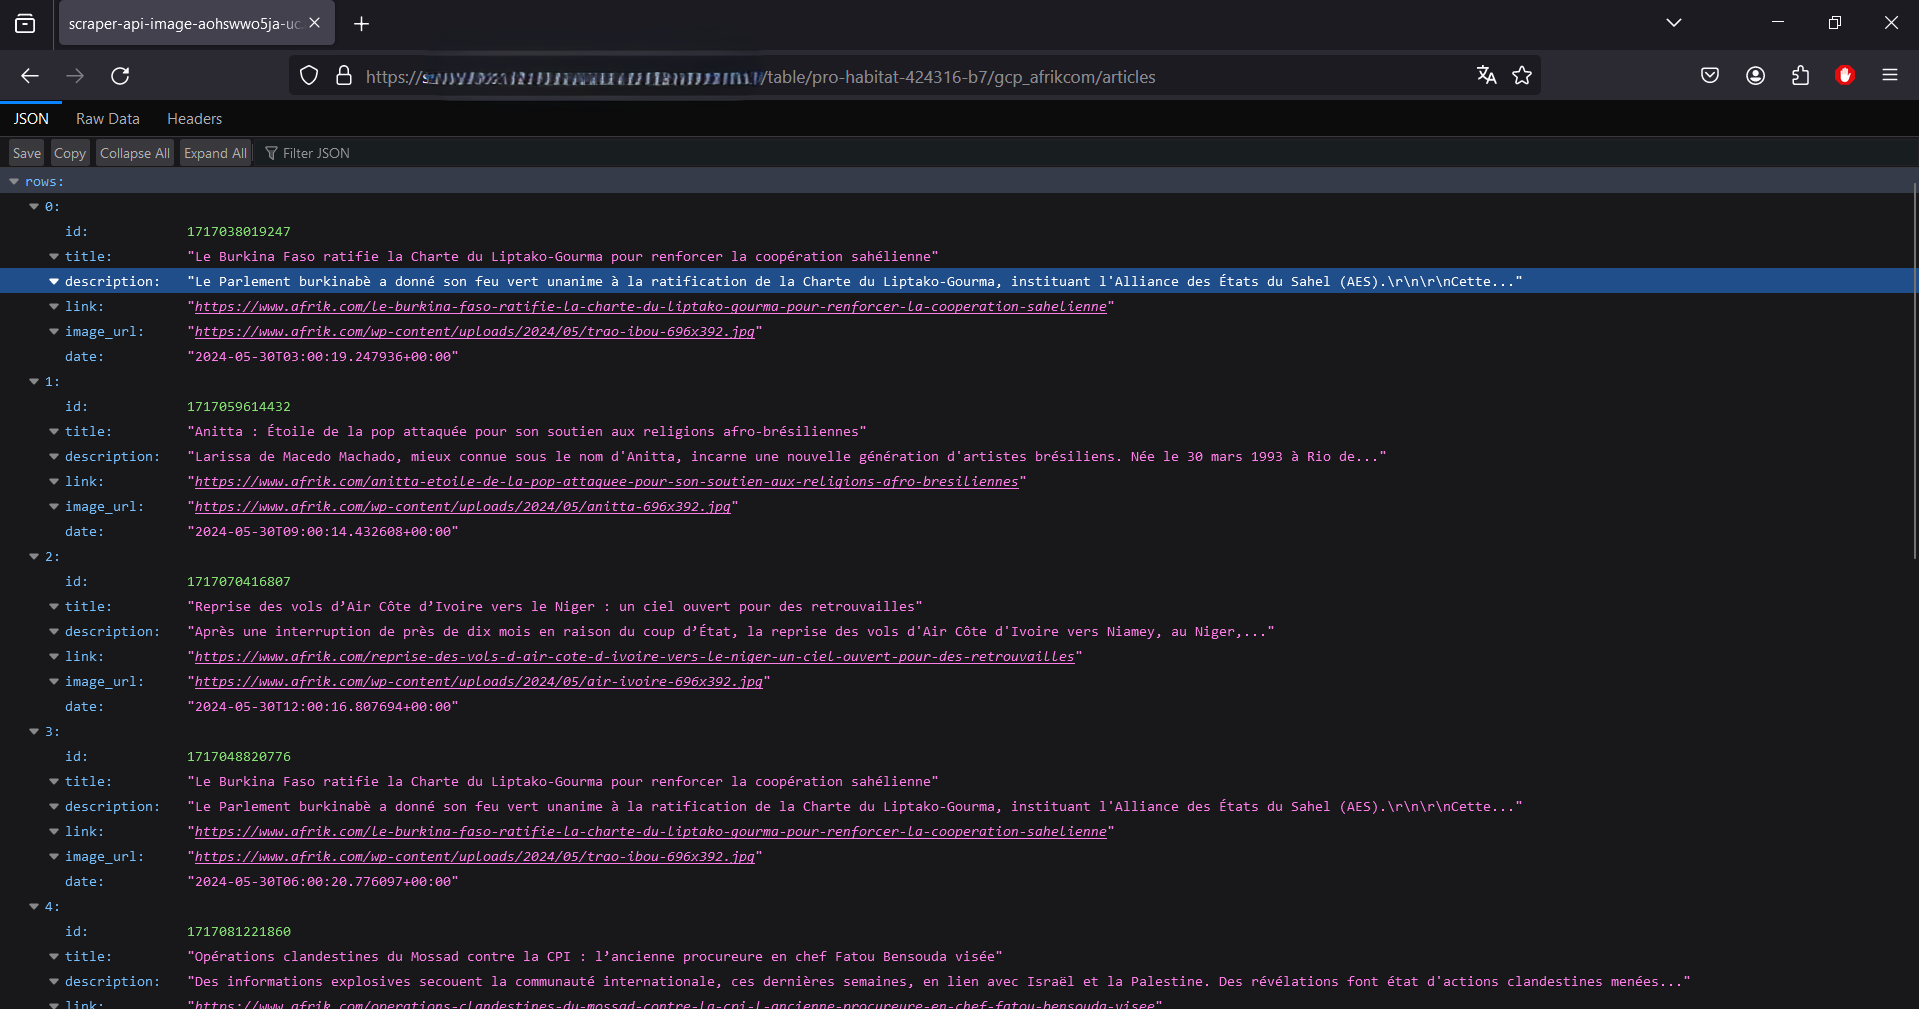 scraper-api-image-aohswwo5ja-uc
https:// /table/pro-habitat-424316-b7/gcp_afrikcom/articles
JSON Raw Data Headers
Save Copy Collapse All Expand All Filter JSON
rows:
0:
id: 1717038019247
title: "Le Burkina Faso ratifie la Charte du Liptako-Gourma pour renforcer la coopération sahélienne"
description: "Le Parlement burkinabè a donné son feu vert unanime à la ratification de la Charte du Liptako-Gourma, instituant l'Alliance des États du Sahel (AES).\r\n\r\nCette..."
link: "https://www.afrik.com/le-burkina-faso-ratifie-la-charte-du-liptako-gourma-pour-renforcer-la-cooperation-sahelienne"
image_url: "https://www.afrik.com/wp-content/uploads/2024/05/trao-ibou-696x392.jpg"
date: "2024-05-30T03:00:19.247936+00:00"
1:
id: 1717059614432
title: "Anitta : Étoile de la pop attaquée pour son soutien aux religions afro-brésiliennes"
description: "Larissa de Macedo Machado, mieux connue sous le nom d'Anitta, incarne une nouvelle génération d'artistes brésiliens. Née le 30 mars 1993 à Rio de..."
link: "https://www.afrik.com/anitta-etoile-de-la-pop-attaquee-pour-son-soutien-aux-religions-afro-bresiliennes"
image_url: "https://www.afrik.com/wp-content/uploads/2024/05/anitta-696x392.jpg"
date: "2024-05-30T09:00:14.432608+00:00"
2:
id: 1717070416807
title: "Reprise des vols d’Air Côte d’Ivoire vers le Niger : un ciel ouvert pour des retrouvailles"
description: "Après une interruption de près de dix mois en raison du coup d’État, la reprise des vols d'Air Côte d'Ivoire vers Niamey, au Niger,..."
link: "https://www.afrik.com/reprise-des-vols-d-air-cote-d-ivoire-vers-le-niger-un-ciel-ouvert-pour-des-retrouvailles"
image_url: "https://www.afrik.com/wp-content/uploads/2024/05/air-ivoire-696x392.jpg"
date: "2024-05-30T12:00:16.807694+00:00"
3:
id: 1717048820776
title: "Le Burkina Faso ratifie la Charte du Liptako-Gourma pour renforcer la coopération sahélienne"
description: "Le Parlement burkinabè a donné son feu vert unanime à la ratification de la Charte du Liptako-Gourma, instituant l'Alliance des États du Sahel (AES).\r\n\r\nCette..."
link: "https://www.afrik.com/le-burkina-faso-ratifie-la-charte-du-liptako-gourma-pour-renforcer-la-cooperation-sahelienne"
image_url: "https://www.afrik.com/wp-content/uploads/2024/05/trao-ibou-696x392.jpg"
date: "2024-05-30T06:00:20.776097+00:00"
4:
id: 1717081221860
title: "Opérations clandestines du Mossad contre la CPI : l’ancienne procureure en chef Fatou Bensouda visée"
description: "Des informations explosives secouent la communauté internationale, ces dernières semaines, en lien avec Israël et la Palestine. Des révélations font état d'actions clandestines menées..."
link: "https://www.afrik.com/operations-clandestines-du-mossad-contre-la-cpi-l-ancienne-procureure-en-chef-fatou-bensouda-visee"